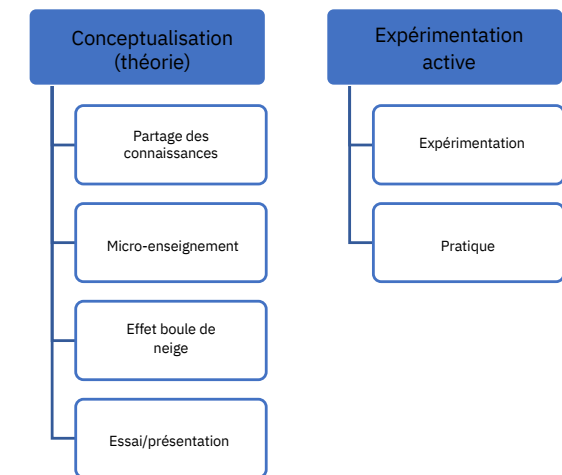 Conceptualisation
(théorie)
Partage des
connaissances
Micro-enseignement
Effet boule de
neige
Essai/présentation
Expérimentation
active
Expérimentation
Pratique